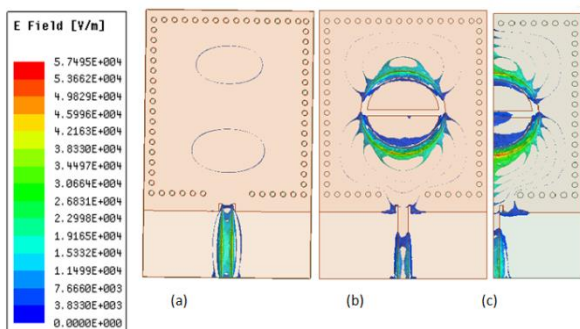 E Field [V/m]
5.7495E+004
5.3662E+004
4.9829E+004
4.5996E+004
4.2163E+004
3.8330E+004
3.4497E+004
3.0664E+004
2.6831E+004
2.2998E+004
1.9165E+004
1.5332E+004
1.1499E+004
7.6660E+003
3.8330E+003
0.0000E+000
(a)
(b)
(c)